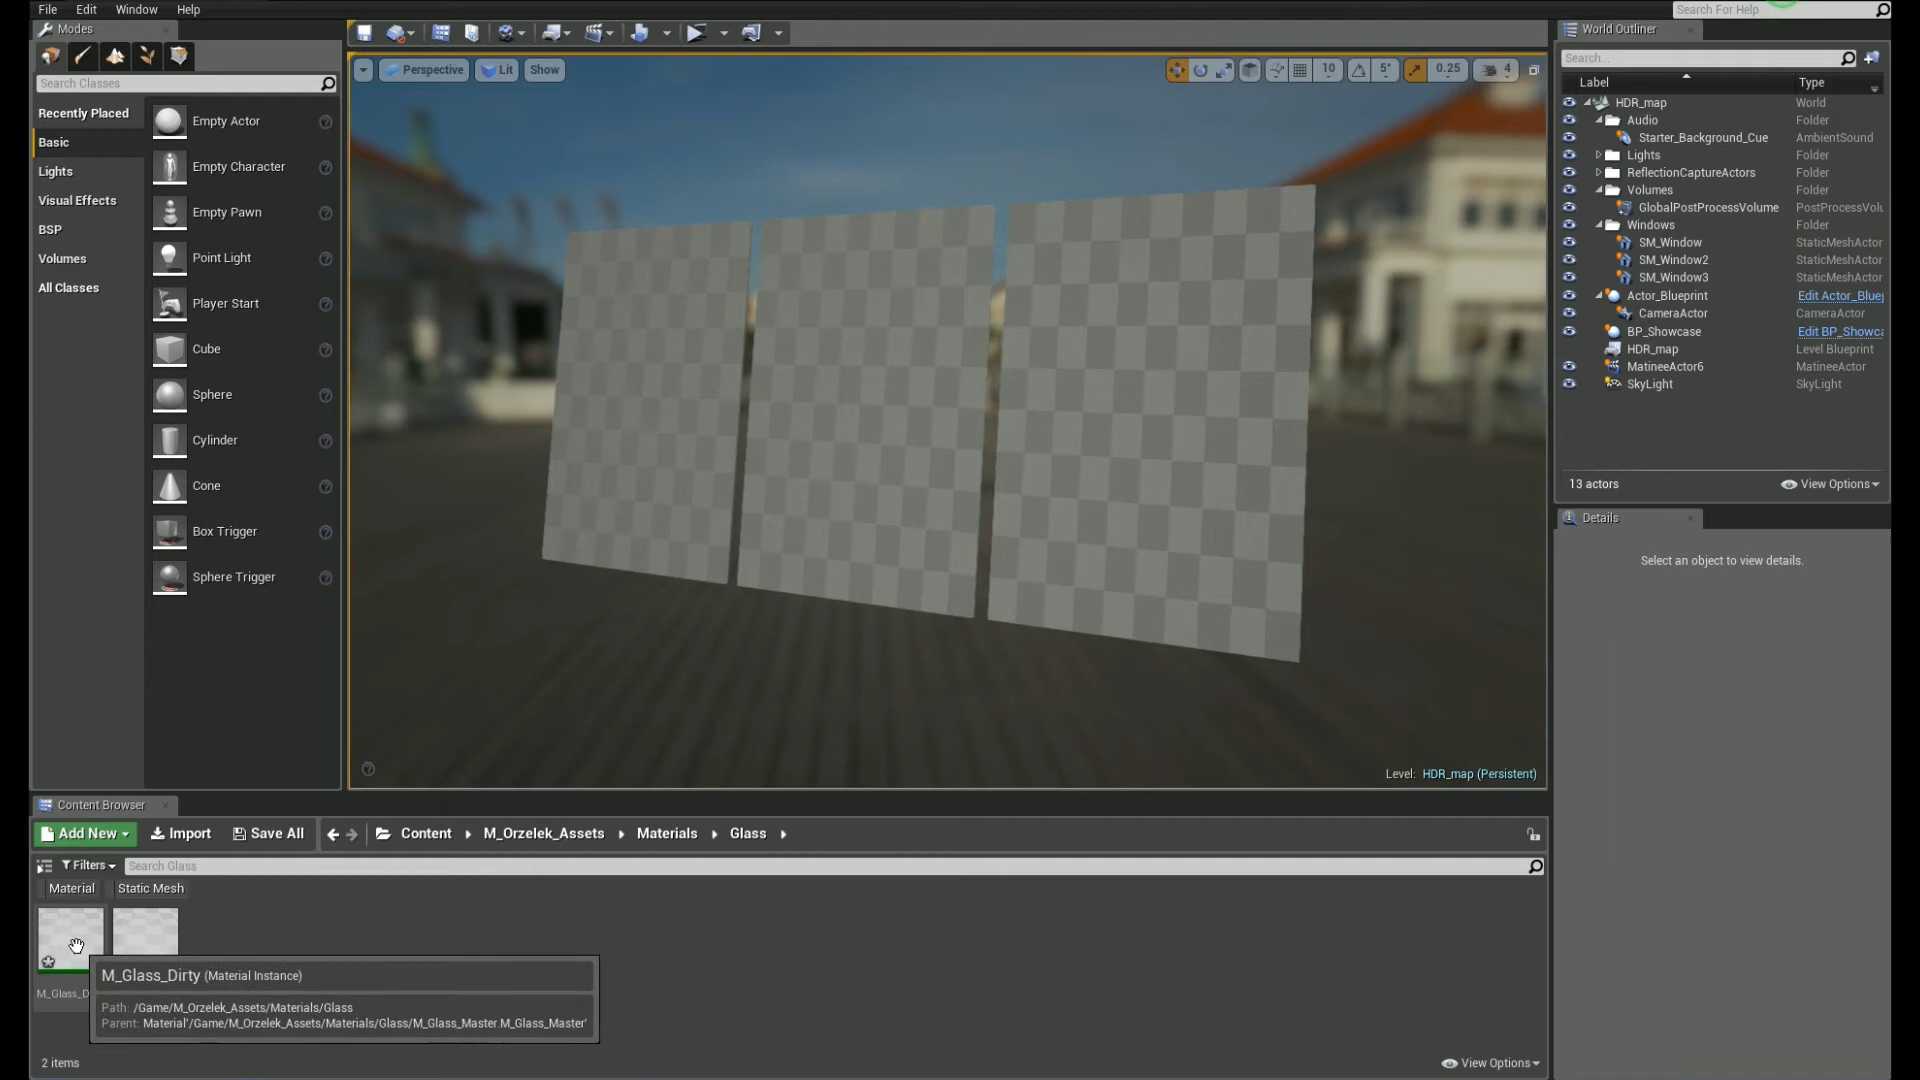 File Edit Window Help
Search For Help
Modes
Search Classes
Recently Placed
Basic
Lights
Visual Effects
BSP
Volumes
All Classes
Empty Actor
Empty Character
Empty Pawn
Point Light
Player Start
Cube
Sphere
Cylinder
Cone
Box Trigger
Sphere Trigger
Perspective Lit Show
10 5° 0.25 4
Level: HDR_map (Persistent)
World Outliner
Search...
Label Type
HDR_map World
Audio Folder
Starter_Background_Cue AmbientSound
Lights Folder
ReflectionCaptureActors Folder
Volumes Folder
GlobalPostProcessVolume PostProcessVolu
Windows Folder
SM_Window StaticMeshActor
SM_Window2 StaticMeshActor
SM_Window3 StaticMeshActor
Actor_Blueprint Edit Actor_Bluep
CameraActor CameraActor
BP_Showcase Edit BP_Showca
HDR_map Level Blueprint
MatineeActor6 MatineeActor
SkyLight SkyLight
13 actors View Options
Details
Select an object to view details.
Content Browser
Add New Import Save All Content M_Orzelek_Assets Materials Glass
Filters Search Glass
Material Static Mesh
M_Glass_D
M_Glass_Dirty (Material Instance)
Path: /Game/M_Orzelek_Assets/Materials/Glass
Parent: Material'/Game/M_Orzelek_Assets/Materials/Glass/M_Glass_Master.M_Glass_Master'
2 items View Options